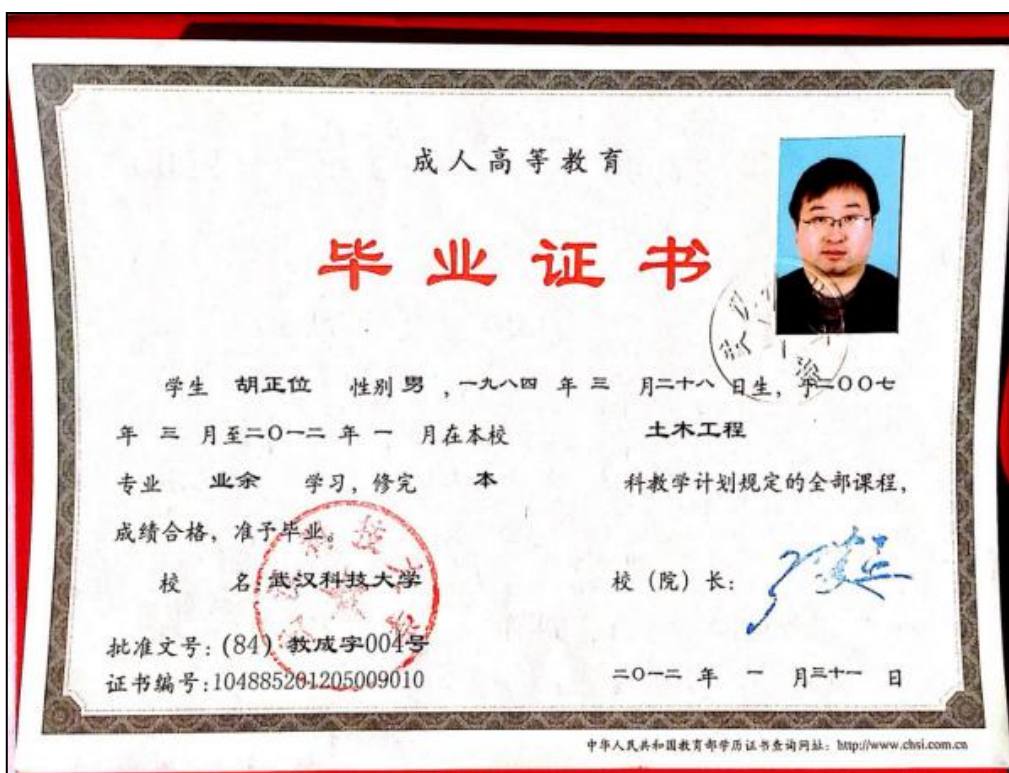 成人高等教育
毕业证书
学生 胡正位 性别 男 , 一九八四 年 三 月 二十八 日生, 于二〇〇七
年 三 月至二〇一二 年 一 月在本校 土木工程
专业 业余 学习, 修完 本 科教学计划规定的全部课程,
成绩合格, 准予毕业。
校 名: 武汉科技大学 校 (院) 长:
批准文号: (84) 教成字004号
证书编号: 104885201205009010 二〇一二 年 一 月三十一 日
中华人民共和国教育部学历证书查询网址: http://www.chsi.com.cn